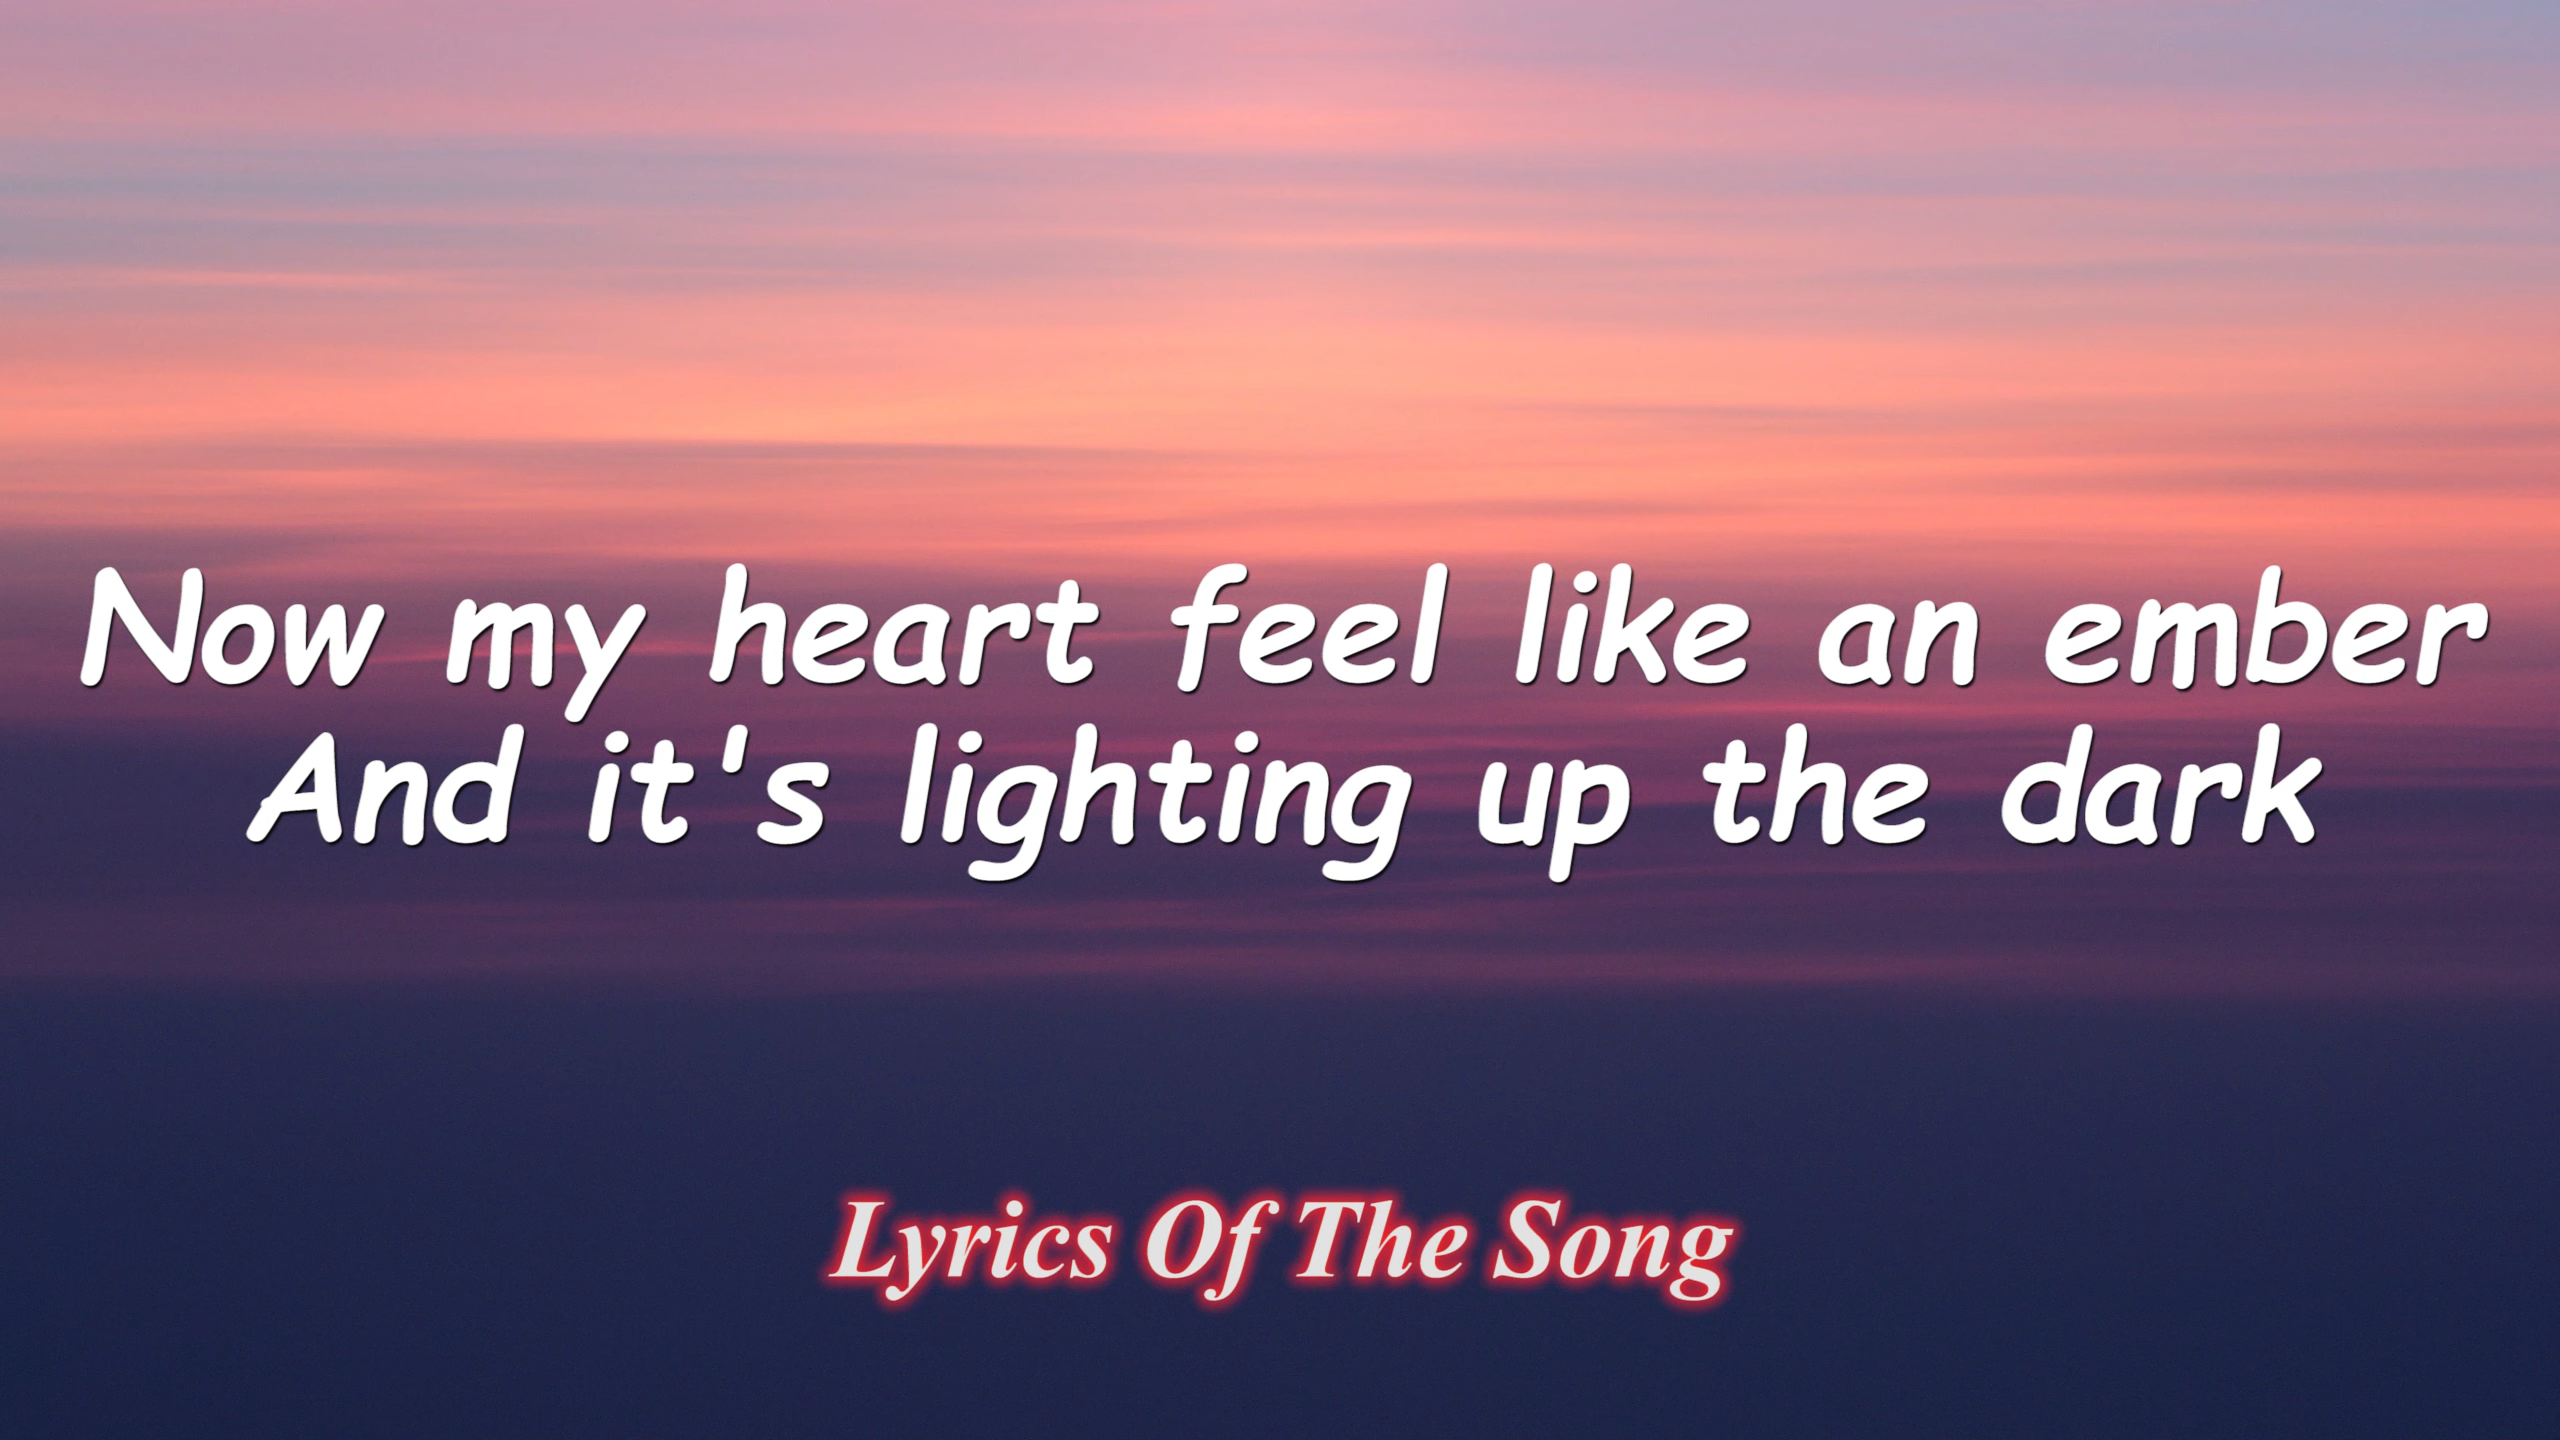 Now my heart feel like an ember
And it's lighting up the dark
Lyrics Of The Song